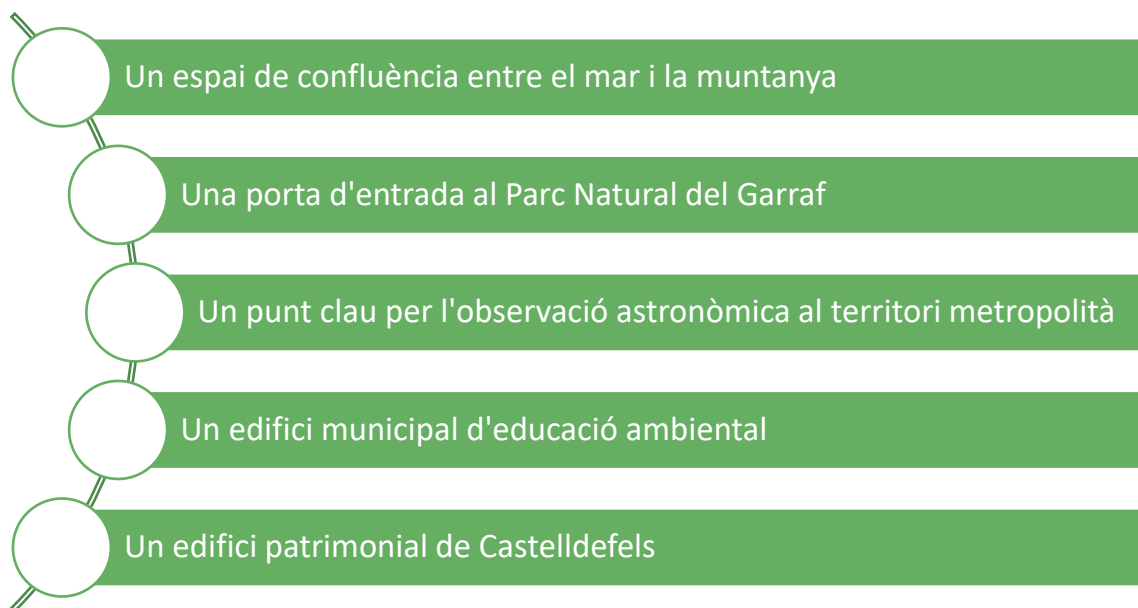 Un espai de confluència entre el mar i la muntanya
Una porta d'entrada al Parc Natural del Garraf
Un punt clau per l'observació astronòmica al territori metropolità
Un edifici municipal d'educació ambiental
Un edifici patrimonial de Castelldefels